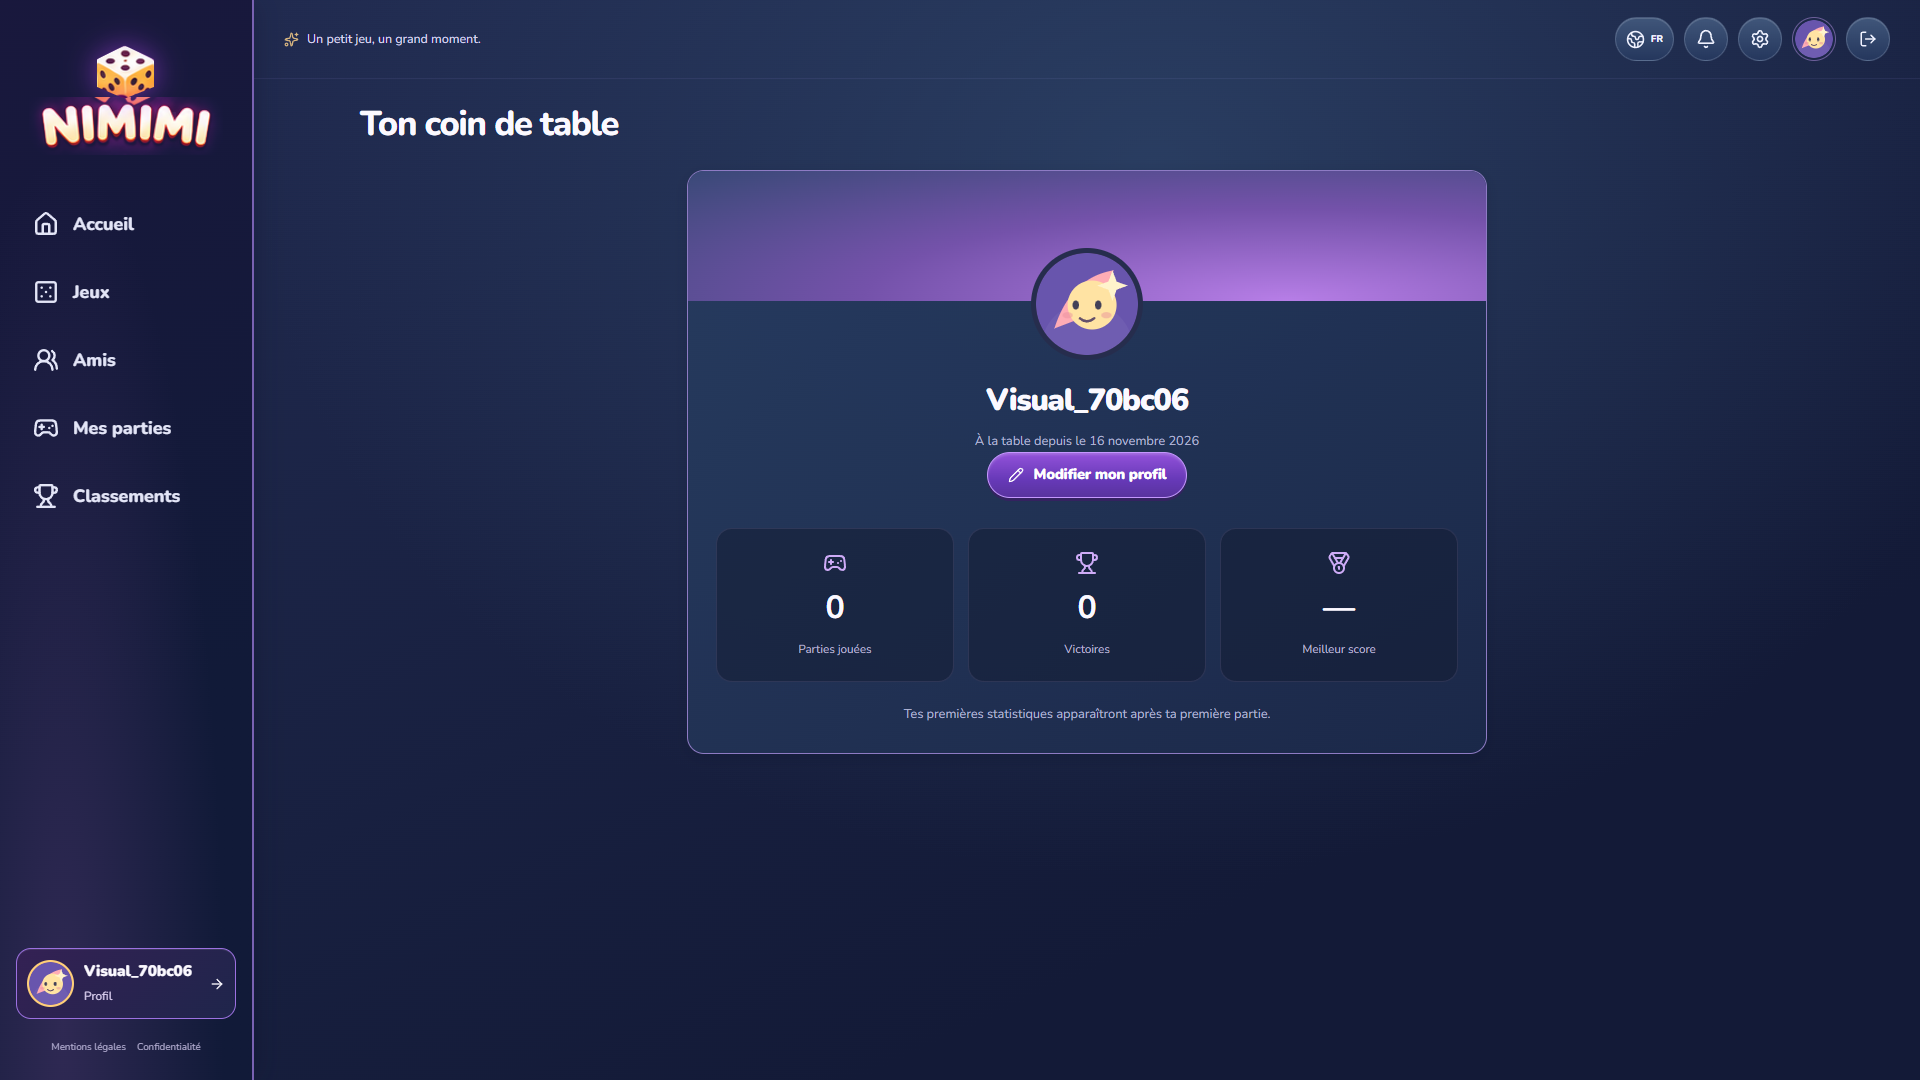 NIMIMI
Un petit jeu, un grand moment.
FR
Accueil
Jeux
Amis
Mes parties
Classements
Ton coin de table
Visual_70bc06
À la table depuis le 16 novembre 2026
Modifier mon profil
0
Parties jouées
0
Victoires
—
Meilleur score
Tes premières statistiques apparaîtront après ta première partie.
Visual_70bc06
Profil
Mentions légales Confidentialité